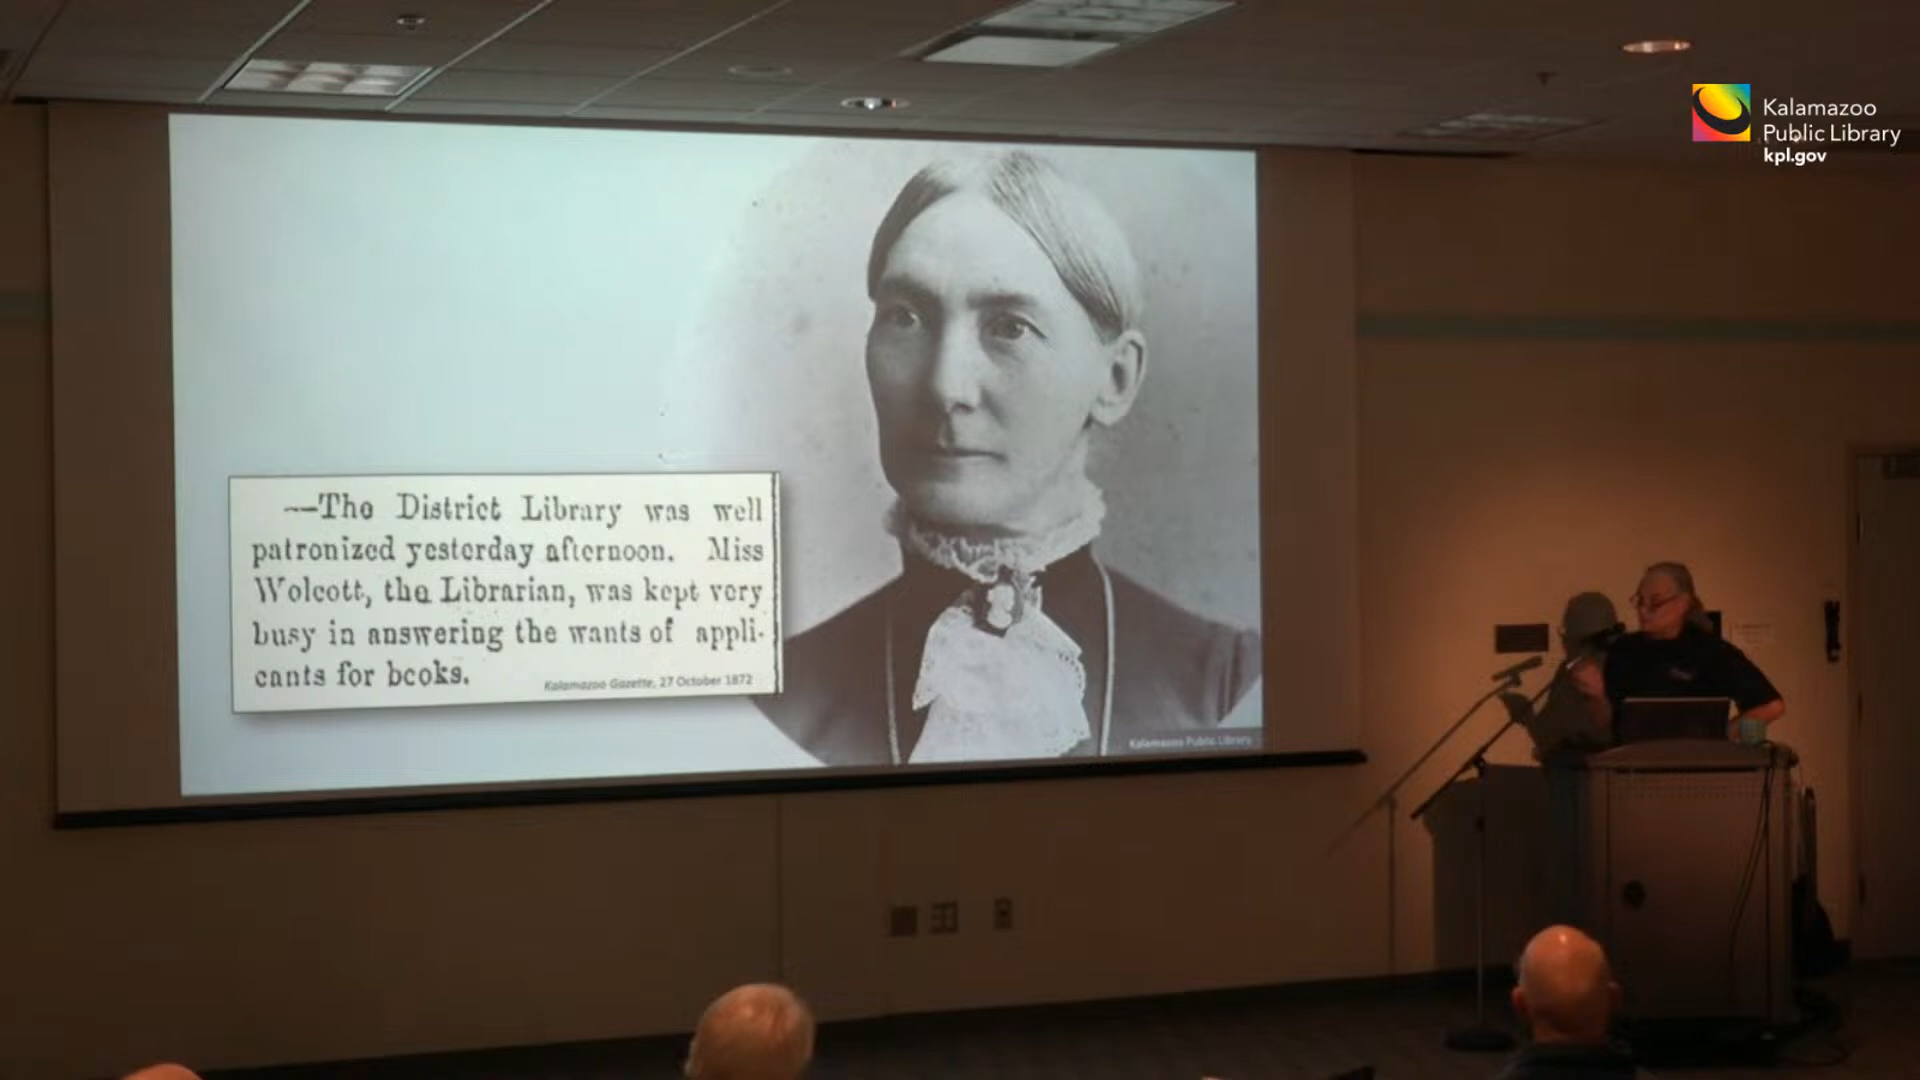 Kalamazoo
Public Library
kpl.gov
—The District Library was well
patronized yesterday afternoon. Miss
Wolcott, the Librarian, was kept very
busy in answering the wants of appli-
cants for books.
Kalamazoo Gazette, 27 October 1872
Kalamazoo Public Library